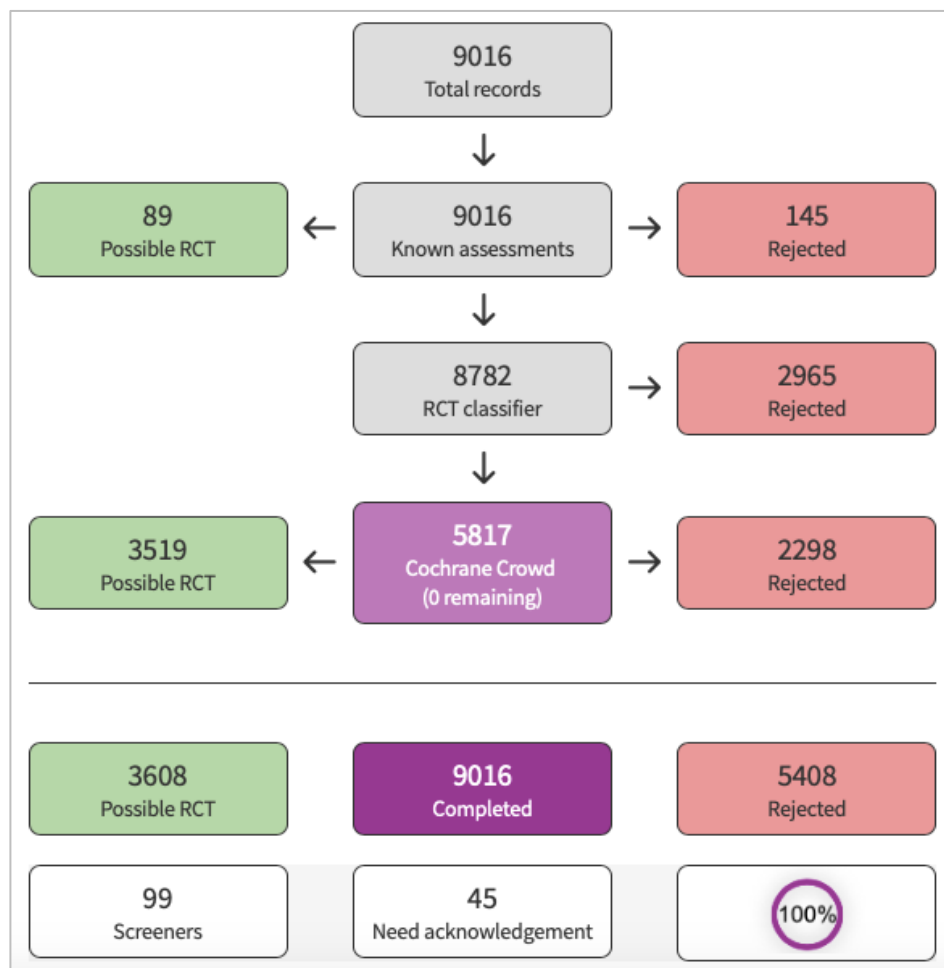 9016
Total records
89
Possible RCT
9016
Known assessments
145
Rejected
8782
RCT classifier
2965
Rejected
3519
Possible RCT
5817
Cochrane Crowd
(0 remaining)
2298
Rejected
3608
Possible RCT
9016
Completed
5408
Rejected
99
Screeners
45
Need acknowledgement
100%